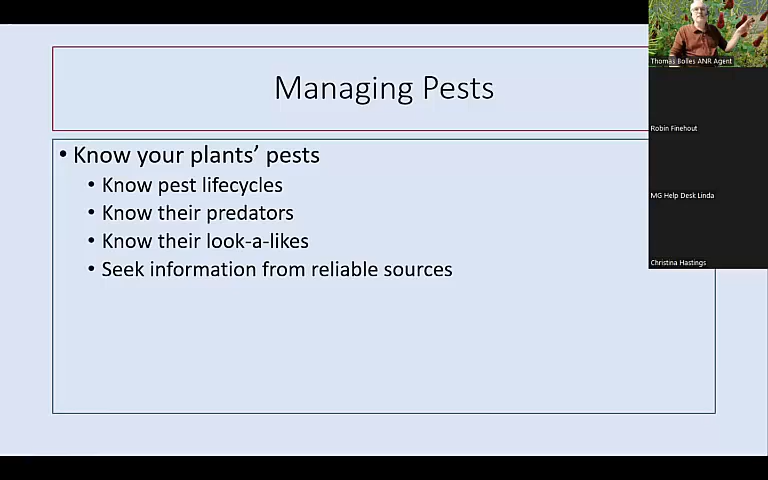 Managing Pests
• Know your plants’ pests
• Know pest lifecycles
• Know their predators
• Know their look-a-likes
• Seek information from reliable sources
Thomas Bolles ANR Agent
Robin Finehout
MG Help Desk Linda
Christina Hastings